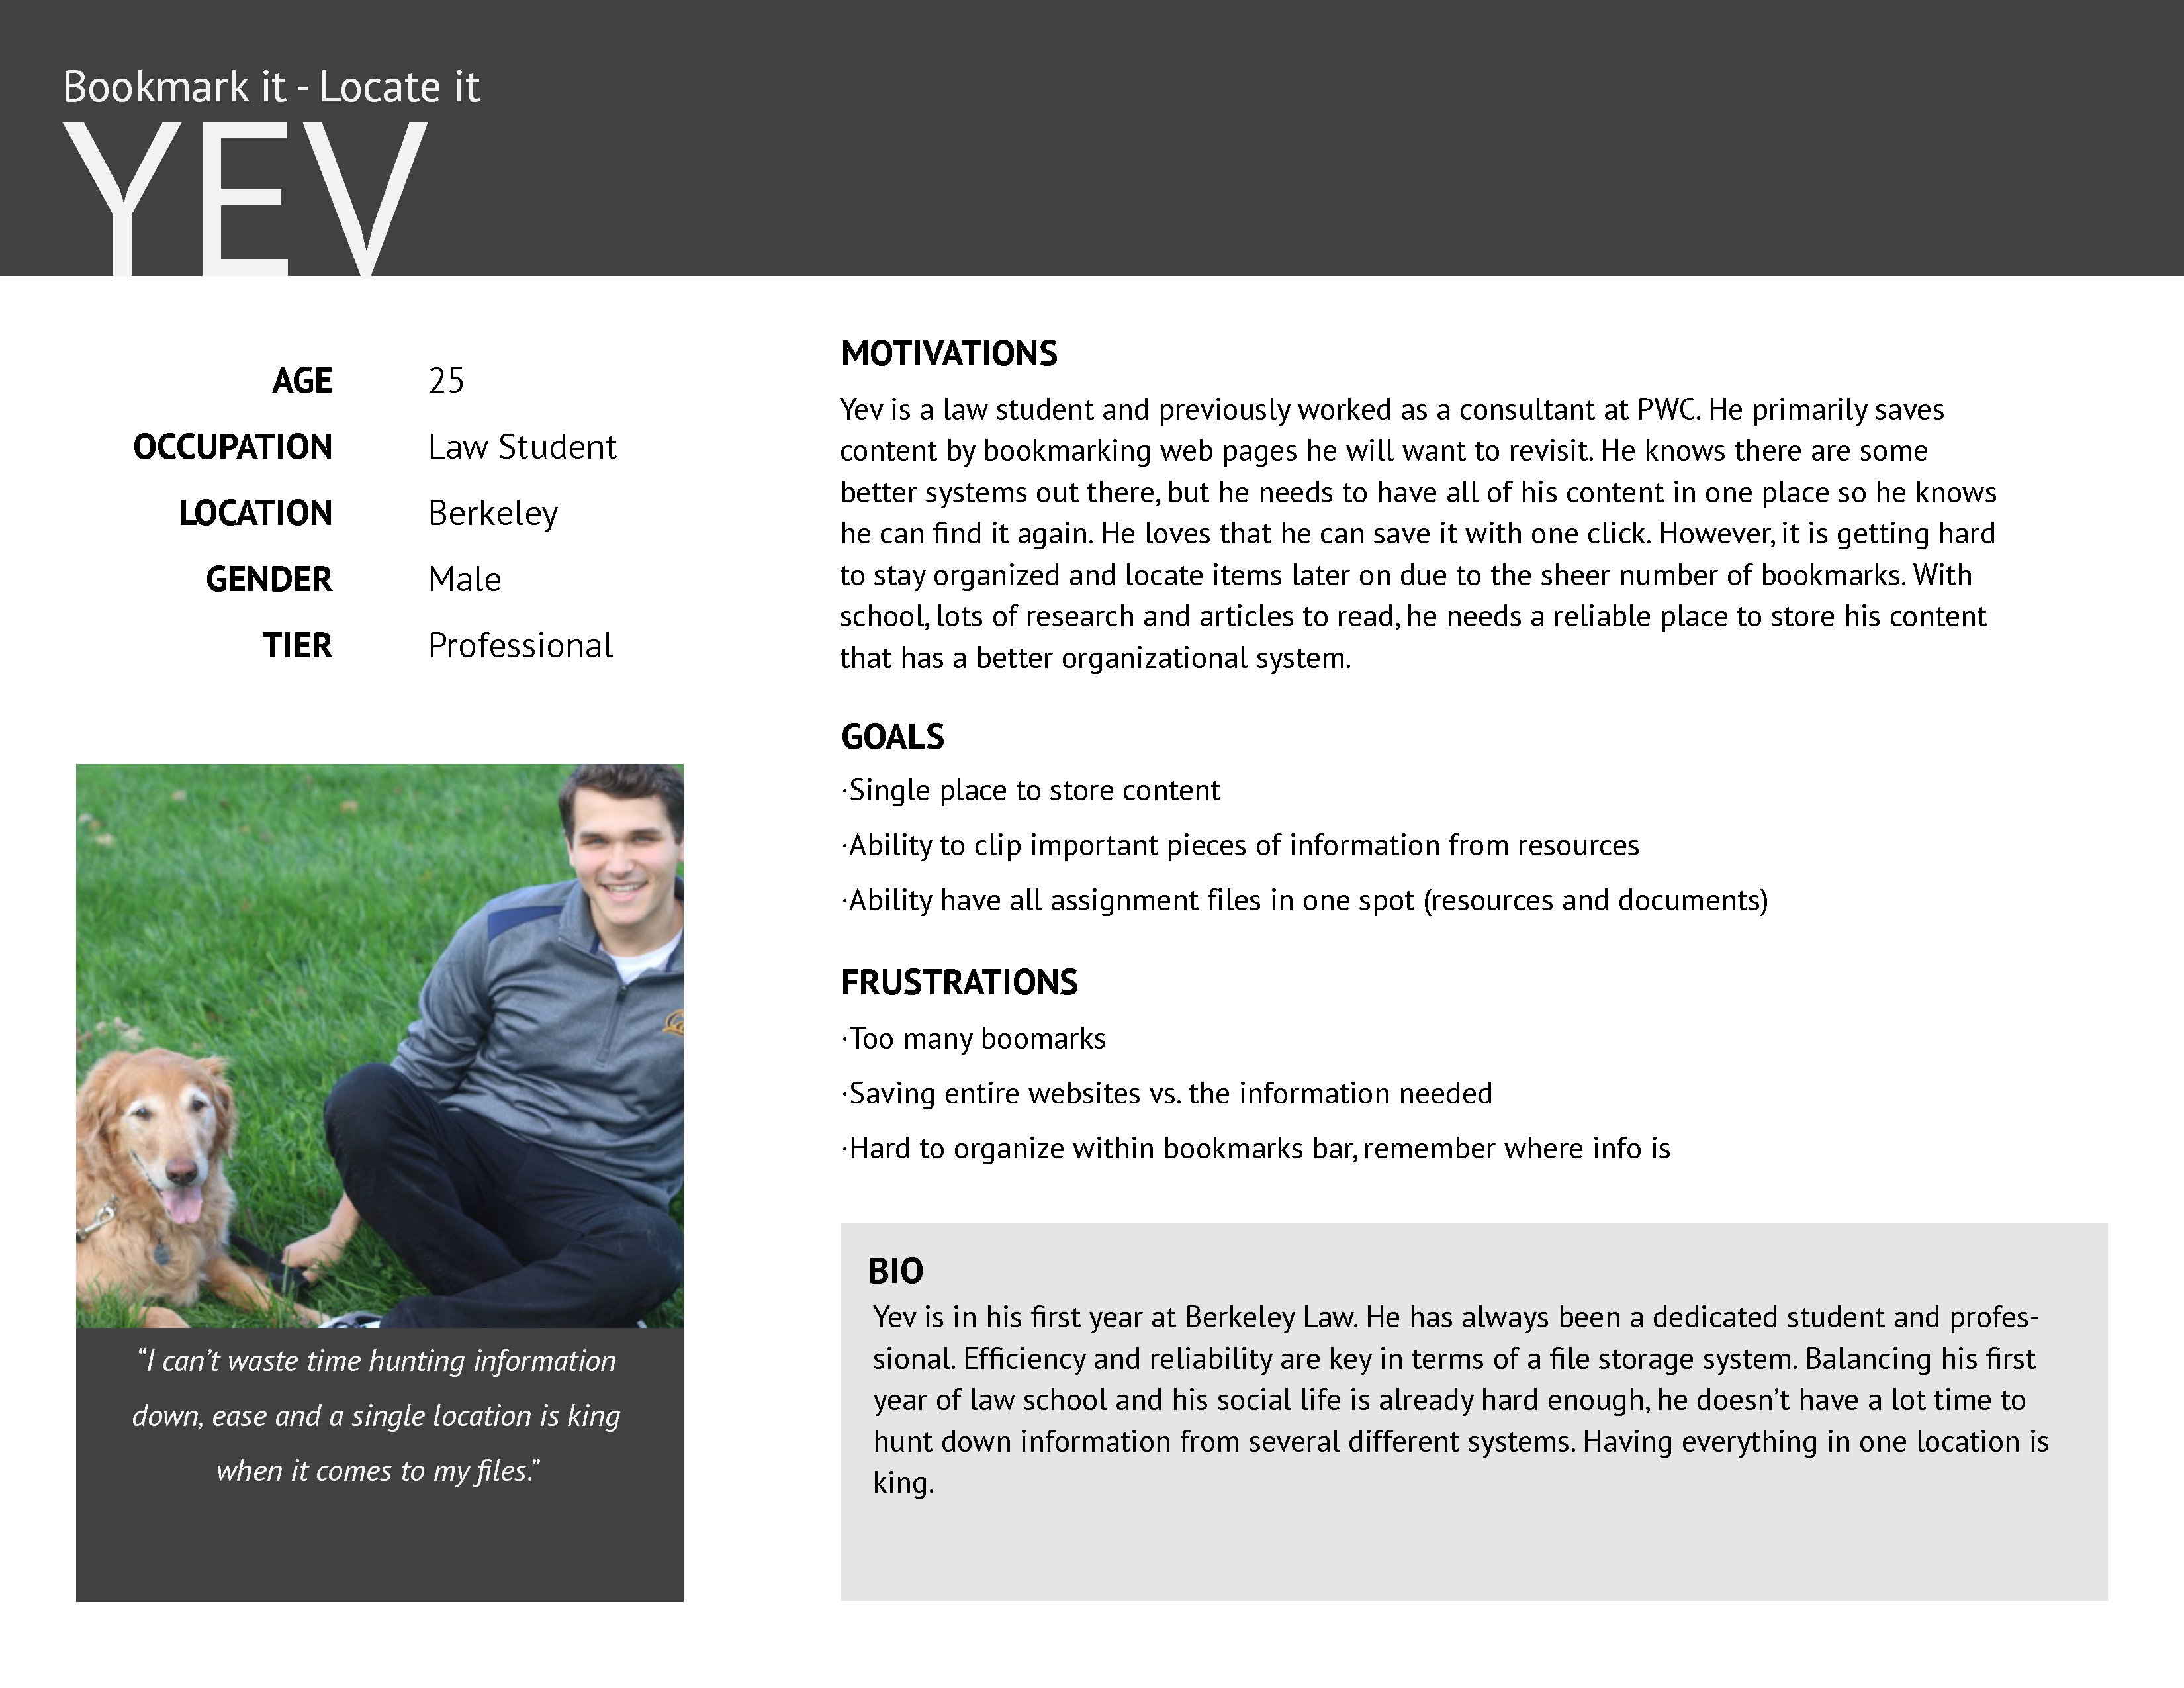 Bookmark it - Locate it
YEV
AGE 25
OCCUPATION Law Student
LOCATION Berkeley
GENDER Male
TIER Professional
“I can’t waste time hunting information
down, ease and a single location is king
when it comes to my files.”
MOTIVATIONS
Yev is a law student and previously worked as a consultant at PWC. He primarily saves
content by bookmarking web pages he will want to revisit. He knows there are some
better systems out there, but he needs to have all of his content in one place so he knows
he can find it again. He loves that he can save it with one click. However, it is getting hard
to stay organized and locate items later on due to the sheer number of bookmarks. With
school, lots of research and articles to read, he needs a reliable place to store his content
that has a better organizational system.
GOALS
·Single place to store content
·Ability to clip important pieces of information from resources
·Ability have all assignment files in one spot (resources and documents)
FRUSTRATIONS
·Too many boomarks
·Saving entire websites vs. the information needed
·Hard to organize within bookmarks bar, remember where info is
BIO
Yev is in his first year at Berkeley Law. He has always been a dedicated student and profes-
sional. Efficiency and reliability are key in terms of a file storage system. Balancing his first
year of law school and his social life is already hard enough, he doesn’t have a lot time to
hunt down information from several different systems. Having everything in one location is
king.